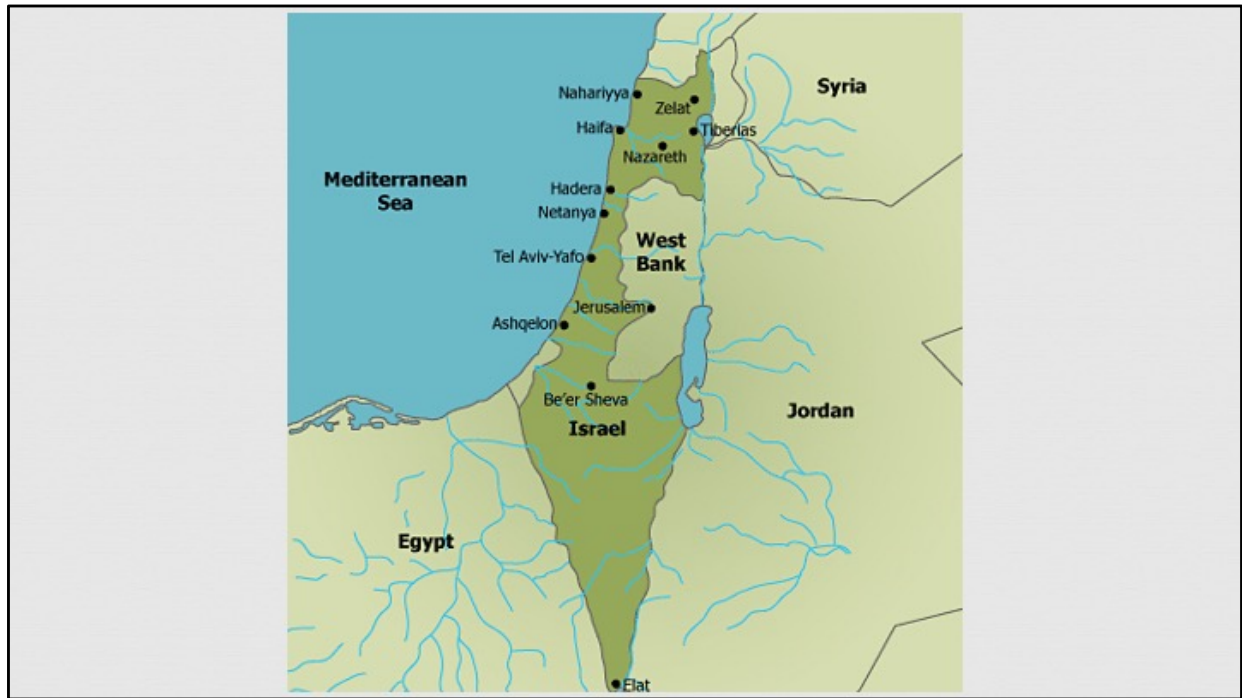 Syria
Nahariyya
Zelat
Haifa
Tiberias
Nazareth
Mediterranean
Sea
Hadera
Netanya
West
Bank
Tel Aviv-Yafo
Jerusalem
Ashqelon
Be'er Sheva
Jordan
Israel
Egypt
Elat